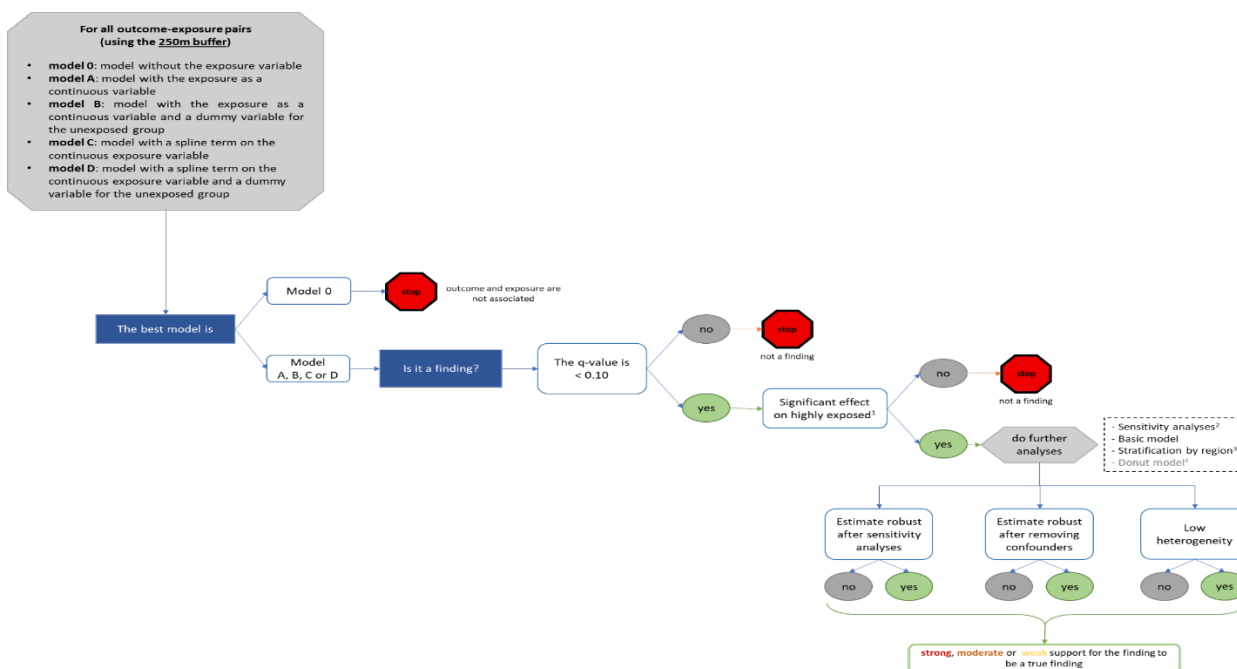 For all outcome-exposure pairs
(using the 250m buffer)
• model 0: model without the exposure variable
• model A: model with the exposure as a
continuous variable
• model B: model with the exposure as a
continuous variable and a dummy variable for
the unexposed group
• model C: model with a spline term on the
continuous exposure variable
• model D: model with a spline term on the
continuous exposure variable and a dummy
variable for the unexposed group
Model 0
stop
outcome and exposure are
not associated
The best model is
Model
A, B, C or D
Is it a finding?
The q-value is
< 0.10
no
stop
not a finding
yes
Significant effect
on highly exposed¹
no
stop
not a finding
yes
do further
analyses
- Sensitivity analyses²
- Basic model
- Stratification by region³
- Donut model⁴
Estimate robust
after sensitivity
analyses
Estimate robust
after removing
confounders
Low
heterogeneity
no
yes
no
yes
no
yes
strong, moderate or weak support for the finding to
be a true finding